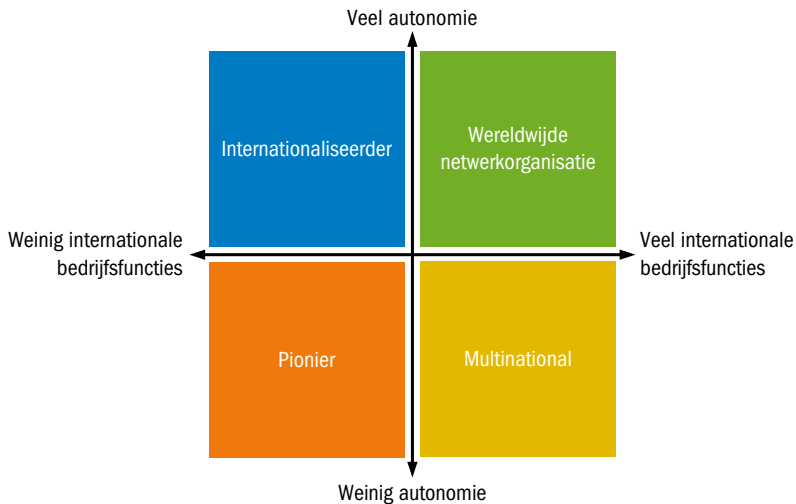 Veel autonomie
Internationaliseerder
Wereldwijde
netwerkorganisatie
Weinig internationale
bedrijfsfuncties
Veel internationale
bedrijfsfuncties
Pionier
Multinational
Weinig autonomie